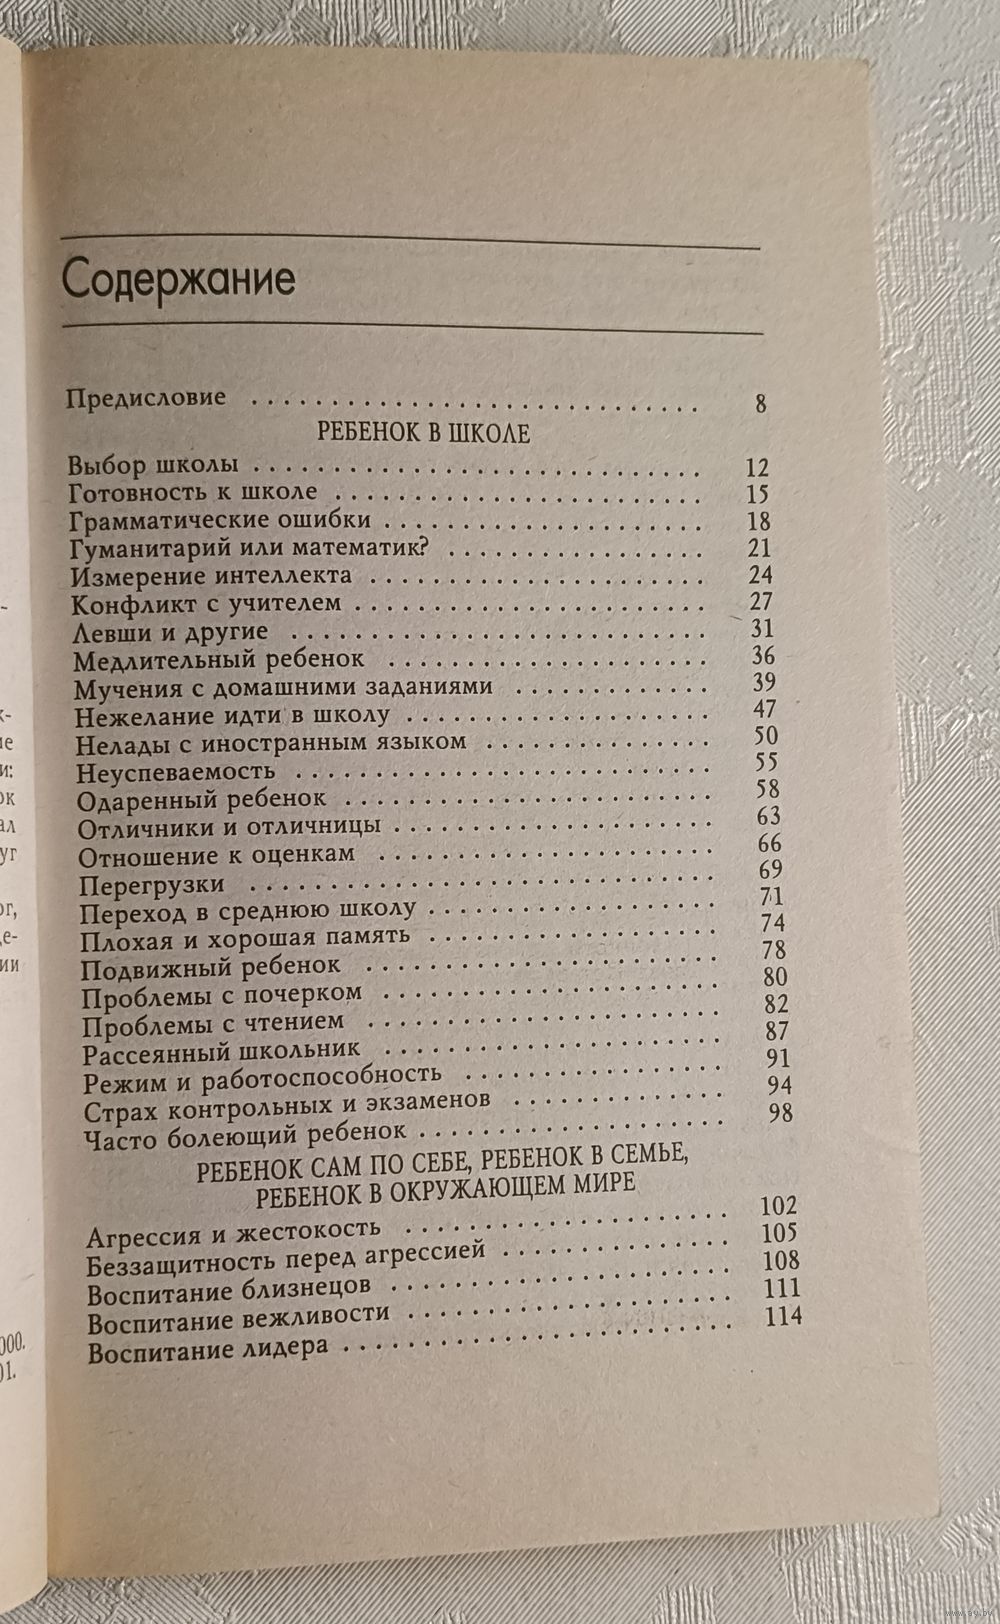 Содержание
Предисловие . . . . . . . . . . . . . . . . . . . . . . . . . . . . . 8
РЕБЕНОК В ШКОЛЕ
Выбор школы . . . . . . . . . . . . . . . . . . . . . . . . . . . . . 12
Готовность к школе . . . . . . . . . . . . . . . . . . . . . . . . 15
Грамматические ошибки . . . . . . . . . . . . . . . . . . . . . 18
Гуманитарий или математик? . . . . . . . . . . . . . . . . . 21
Измерение интеллекта . . . . . . . . . . . . . . . . . . . . . . 24
Конфликт с учителем . . . . . . . . . . . . . . . . . . . . . . . 27
Левши и другие . . . . . . . . . . . . . . . . . . . . . . . . . . . 31
Медлительный ребенок . . . . . . . . . . . . . . . . . . . . . 36
Мучения с домашними заданиями . . . . . . . . . . . . . 39
Нежелание идти в школу . . . . . . . . . . . . . . . . . . . . 47
Нелады с иностранным языком . . . . . . . . . . . . . . . 50
Неуспеваемость . . . . . . . . . . . . . . . . . . . . . . . . . . . 55
Одаренный ребенок . . . . . . . . . . . . . . . . . . . . . . . . 58
Отличники и отличницы . . . . . . . . . . . . . . . . . . . . . 63
Отношение к оценкам . . . . . . . . . . . . . . . . . . . . . . 66
Перегрузки . . . . . . . . . . . . . . . . . . . . . . . . . . . . . . 69
Переход в среднюю школу . . . . . . . . . . . . . . . . . . . 71
Плохая и хорошая память . . . . . . . . . . . . . . . . . . . 74
Подвижный ребенок . . . . . . . . . . . . . . . . . . . . . . . 78
Проблемы с почерком . . . . . . . . . . . . . . . . . . . . . . 80
Проблемы с чтением . . . . . . . . . . . . . . . . . . . . . . . 82
Рассеянный школьник . . . . . . . . . . . . . . . . . . . . . . 87
Режим и работоспособность . . . . . . . . . . . . . . . . . 91
Страх контрольных и экзаменов . . . . . . . . . . . . . . 94
Часто болеющий ребенок . . . . . . . . . . . . . . . . . . . . 98
РЕБЕНОК САМ ПО СЕБЕ, РЕБЕНОК В СЕМЬЕ,
РЕБЕНОК В ОКРУЖАЮЩЕМ МИРЕ
Агрессия и жестокость . . . . . . . . . . . . . . . . . . . . . 102
Беззащитность перед агрессией . . . . . . . . . . . . . . . 105
Воспитание близнецов . . . . . . . . . . . . . . . . . . . . . . 108
Воспитание вежливости . . . . . . . . . . . . . . . . . . . . . 111
Воспитание лидера . . . . . . . . . . . . . . . . . . . . . . . . . 114